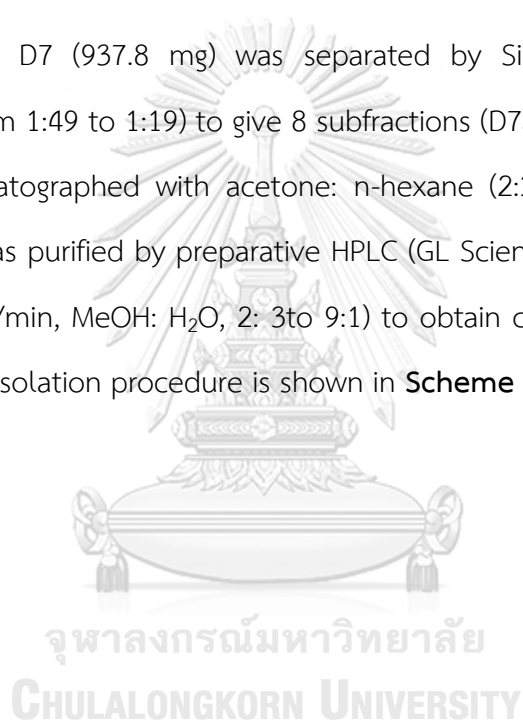 D7 (937.8 mg) was separated by Si
m 1:49 to 1:19) to give 8 subfractions (D7
atographed with acetone: n-hexane (2:
as purified by preparative HPLC (GL Scien
/min, MeOH: H₂O, 2: 3to 9:1) to obtain c
solation procedure is shown in Scheme
จุฬาลงกรณ์มหาวิทยาลัย
CHULALONGKORN UNIVERSITY